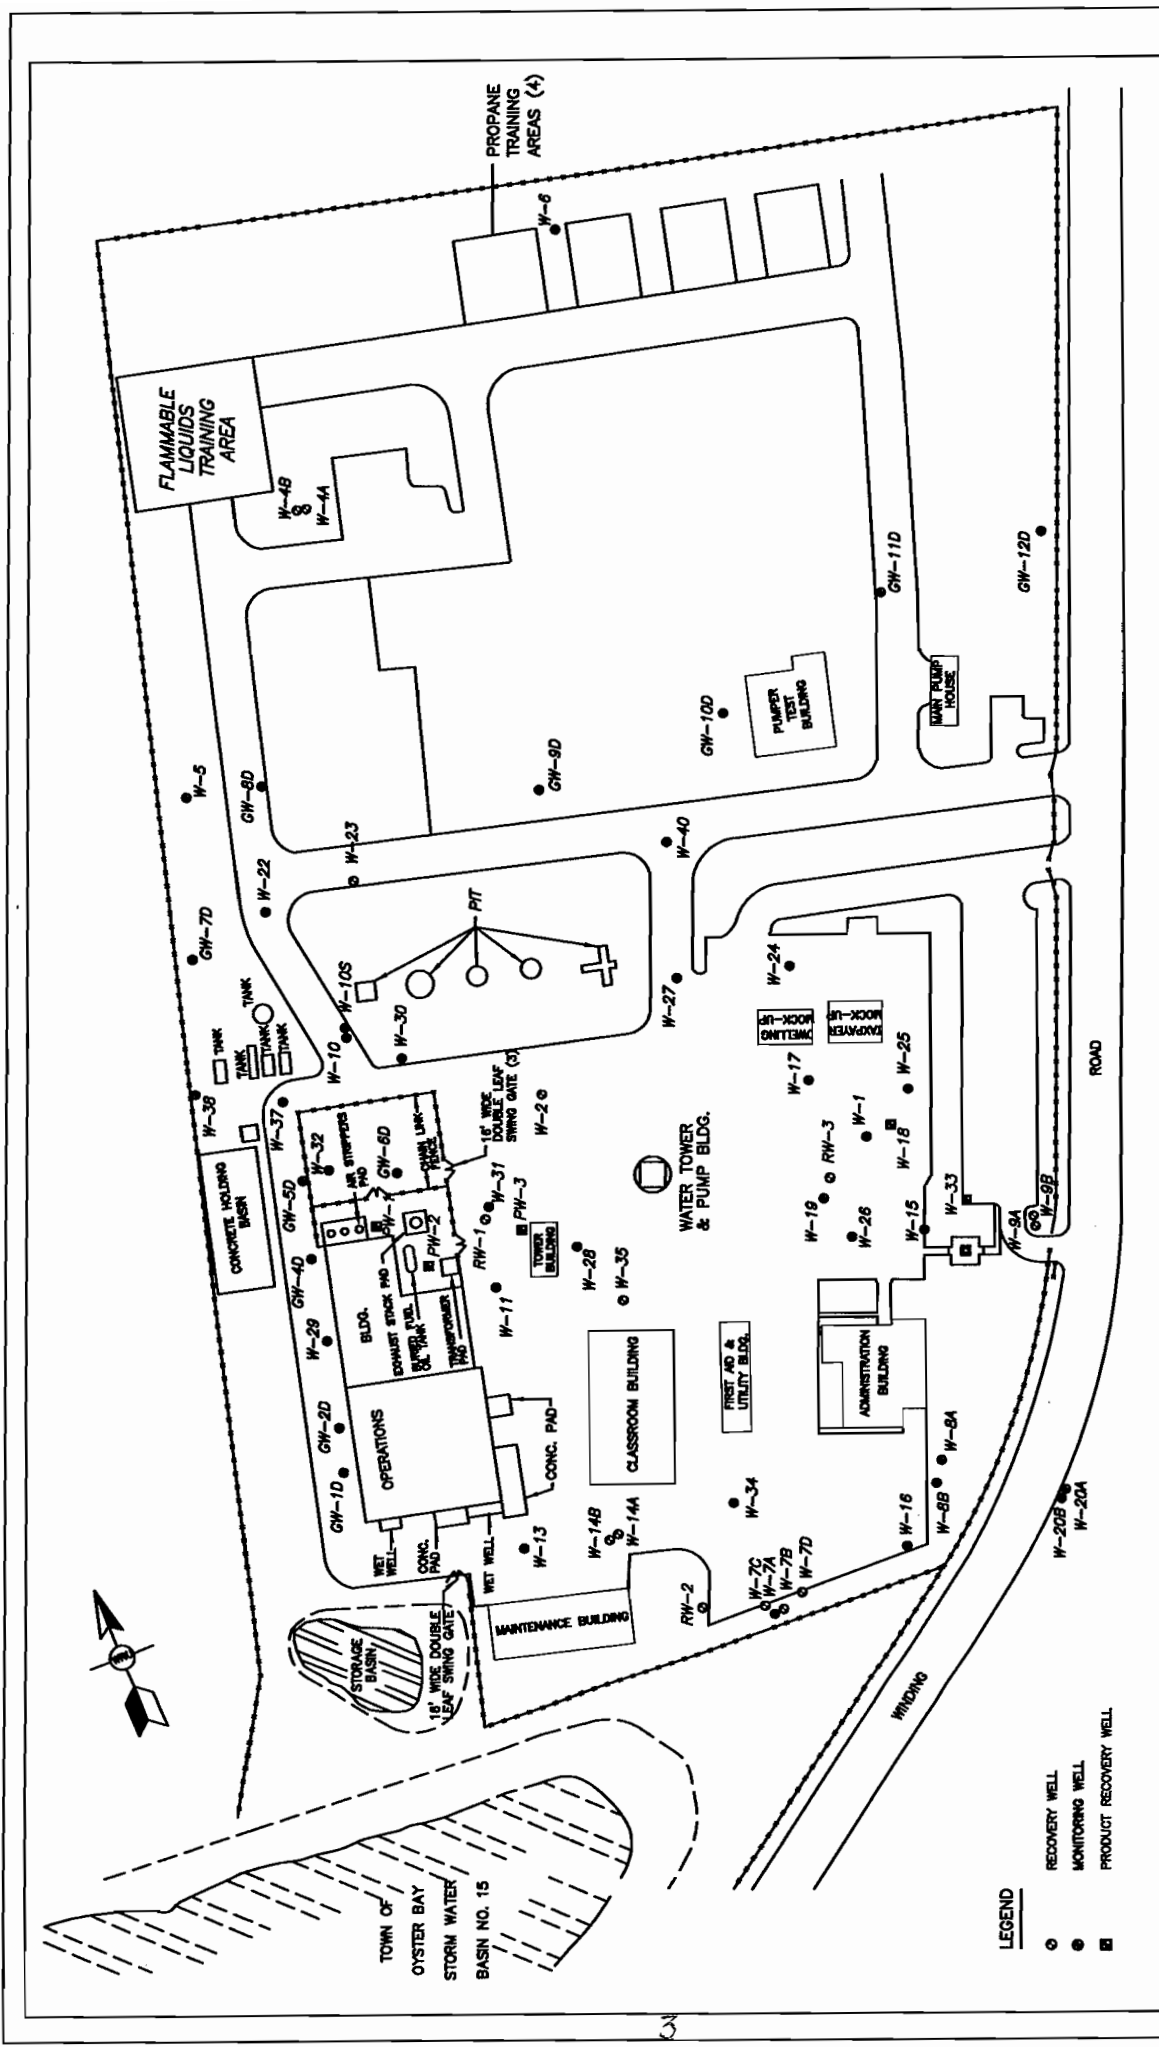 PROPANE
TRAINING
AREAS (4)
W-6
FLAMMABLE
LIQUIDS
TRAINING
AREA
W-4B
W-4A
GW-11D
GW-12D
MAIN PUMP
HOUSE
PUMPER
TEST
BUILDING
GW-10D
GW-9D
W-5
GW-8D
W-23
W-22
W-40
GW-7D
PIT
W-24
W-27
W-10S
W-10
W-30
TANK
TANK
TANK
TANK
TANK
DWELLING
MOCK-UP
TAXPAYER
MOCK-UP
W-17
W-25
ROAD
W-38
W-37
16' WIDE
DOUBLE LEAF
SWING GATE (3)
W-2
W-1
W-18
RW-3
W-32
AIR STRIPPERS
PAD
GW-6D
CHAIN LINK
FENCE
WATER TOWER
& PUMP BLDG.
CONCRETE HOLDING
BASIN
GW-5D
PW-1
PW-2
RW-1
W-31
PW-3
W-19
W-26
W-15
W-33
W-9A
W-9B
GW-4D
TOWER
BUILDING
W-28
W-35
W-11
W-29
BLDG.
EXHAUST STACK PAD
BURIED FUEL
OIL TANK
TRANSFORMER
PAD
OPERATIONS
GW-2D
GW-1D
CONC. PAD
CLASSROOM BUILDING
FIRST AID &
UTILITY BLDG.
ADMINISTRATION
BUILDING
W-8A
W-8B
W-34
W-16
W-20B
W-20A
WET
WELL
CONC.
PAD
WET WELL
W-13
W-14B
W-14A
W-7C
W-7A
W-7B
W-7D
RW-2
MAINTENANCE BUILDING
STORAGE
BASIN
16' WIDE DOUBLE
LEAF SWING GATE
WINDING
TOWN OF
OYSTER BAY
STORM WATER
BASIN NO. 15
LEGEND
RECOVERY WELL
MONITORING WELL
PRODUCT RECOVERY WELL
3